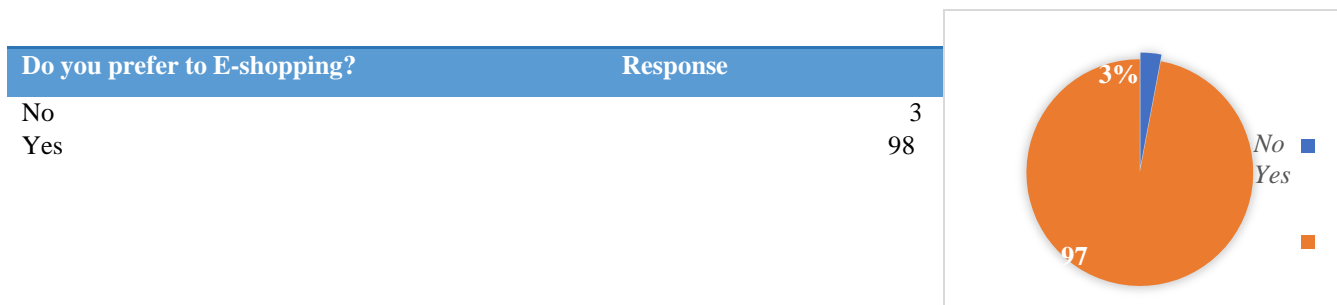 Do you prefer to E-shopping? Response
No 3
Yes 98
3%
97
No
Yes